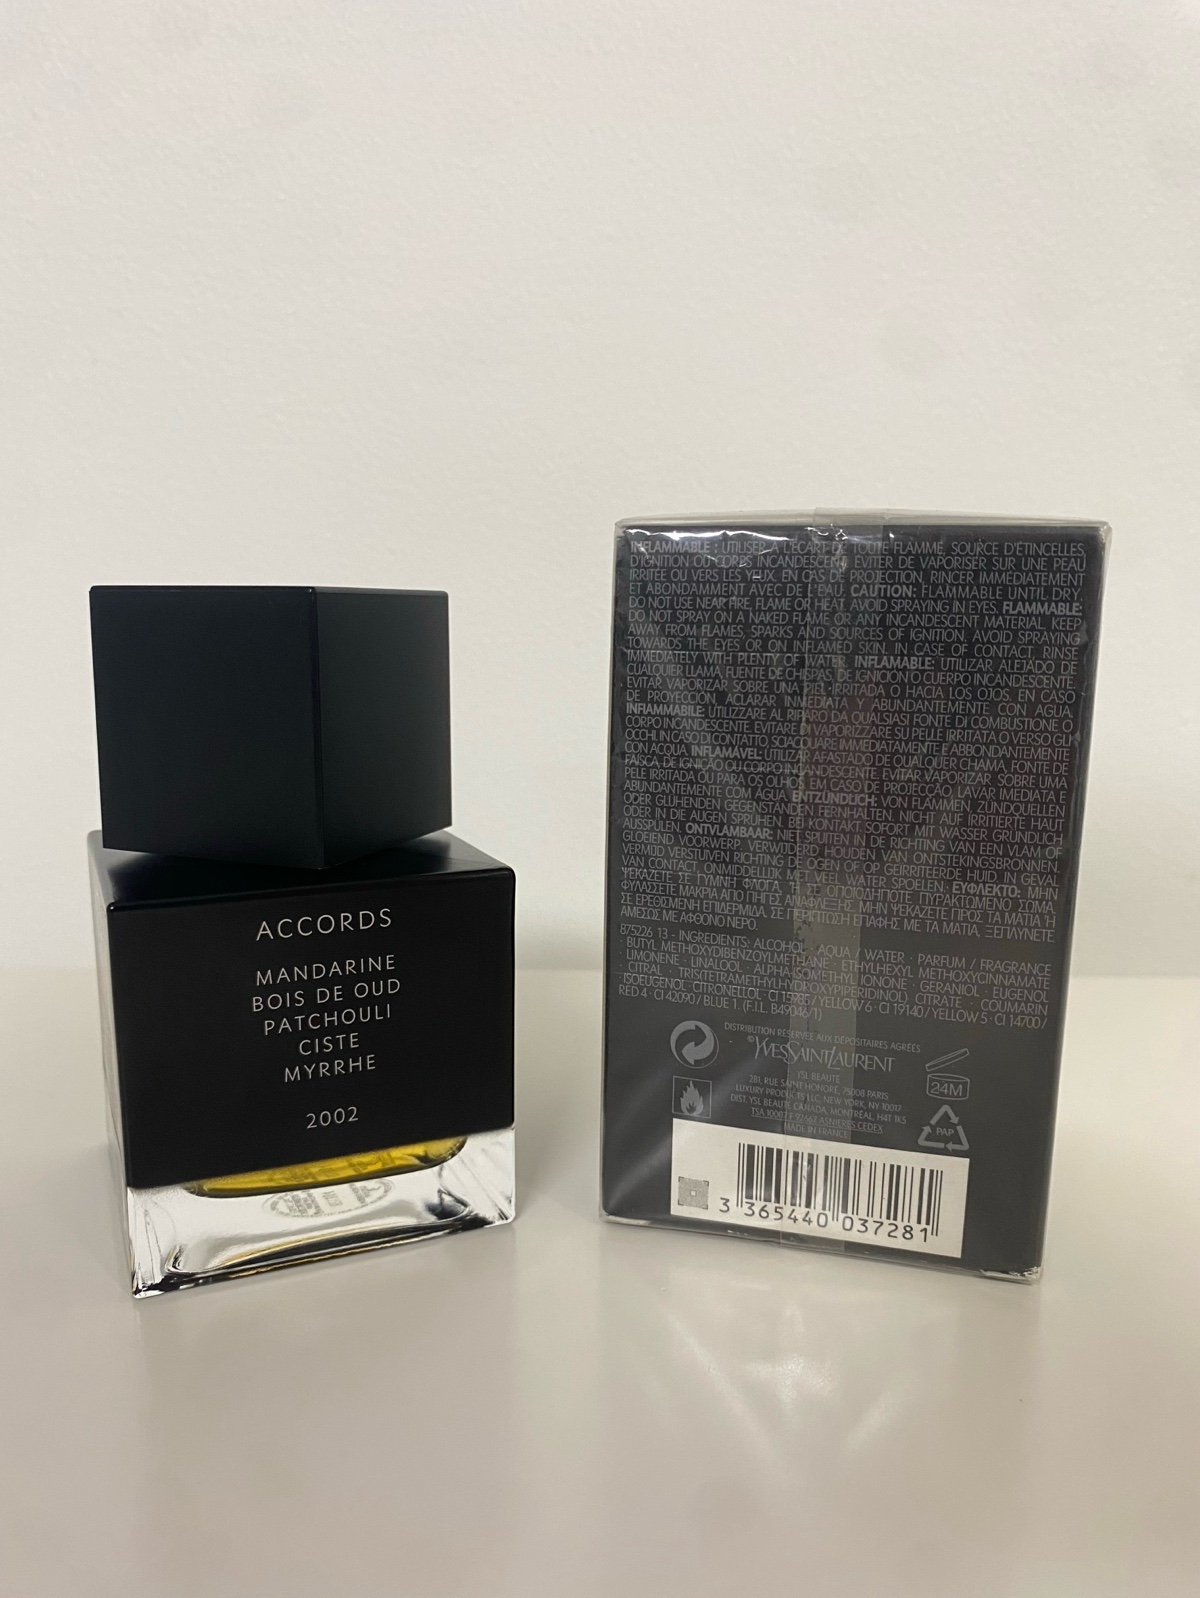 ACCORDS
MANDARINE
BOIS DE OUD
PATCHOULI
CISTE
MYRRHE
2002
INFLAMMABLE : UTILISER À L'ÉCART DE TOUTE FLAMME, SOURCE D'ÉTINCELLES
D'IGNITION OU CORPS INCANDESCENT. ÉVITER DE VAPORISER SUR UNE PEAU
IRRITÉE OU VERS LES YEUX. EN CAS DE PROJECTION, RINCER IMMÉDIATEMENT
ET ABONDAMMENT AVEC DE L'EAU. CAUTION: FLAMMABLE UNTIL DRY.
DO NOT USE NEAR FIRE, FLAME OR HEAT. AVOID SPRAYING IN EYES. FLAMMABLE:
DO NOT SPRAY ON A NAKED FLAME OR ANY INCANDESCENT MATERIAL. KEEP
AWAY FROM FLAMES, SPARKS AND SOURCES OF IGNITION. AVOID SPRAYING
TOWARDS THE EYES OR ON INFLAMED SKIN. IN CASE OF CONTACT, RINSE
IMMEDIATELY WITH PLENTY OF WATER. INFLAMABLE: UTILIZAR ALEJADO DE
CUALQUIER LLAMA, FUENTE DE CHISPAS, DE IGNICION O CUERPO INCANDESCENTE.
EVITAR VAPORIZAR SOBRE UNA PIEL IRRITADA O HACIA LOS OJOS. EN CASO
DE PROYECCIÓN, ACLARAR INMEDIATA Y ABUNDANTEMENTE CON AGUA.
INFIAMMABILE: UTILIZZARE AL RIPARO DA QUALSIASI FONTE DI COMBUSTIONE O
CORPO INCANDESCENTE. EVITARE DI VAPORIZZARE SU PELLE IRRITATA O VERSO GLI
OCCHI. IN CASO DI CONTATTO, SCIACQUARE IMMEDIATAMENTE E ABBONDANTEMENTE
CON ACQUA. INFLAMÁVEL: UTILIZAR AFASTADO DE QUALQUER CHAMA, FONTE DE
FAÍSCA, DE IGNIÇÃO OU CORPO INCANDESCENTE. EVITAR VAPORIZAR SOBRE UMA
PELE IRRITADA OU PARA OS OLHOS. EM CASO DE PROJECÇÃO, LAVAR IMEDIATA E
ABUNDANTEMENTE COM ÁGUA. ENTZÜNDLICH: VON FLAMMEN, ZÜNDQUELLEN
ODER GLÜHENDEN GEGENSTÄNDEN FERNHALTEN. NICHT AUF IRRITIERTE HAUT
ODER IN DIE AUGEN SPRÜHEN. BEI KONTAKT SOFORT MIT WASSER GRÜNDLICH
AUSSPÜLEN. ONTVLAMBAAR: NIET SPUITEN IN DE RICHTING VAN EEN VLAM OF
GLOEIEND VOORWERP. VERWIJDERD HOUDEN VAN ONTSTEKINGSBRONNEN.
VERMIJD VERSTUIVEN RICHTING DE OGEN OF GEÏRRITEERDE HUID. IN GEVAL
VAN CONTACT, ONMIDDELLIJK MET VEEL WATER SPOELEN. ΕΥΦΛΕΚΤΟ: ΜΗΝ
ΨΕΚΑΖΕΤΕ ΣΕ ΓΥΜΝΗ ΦΛΟΓΑ Ή ΣΕ ΟΠΟΙΟΔΗΠΟΤΕ ΠΥΡΑΚΤΩΜΕΝΟ ΣΩΜΑ.
ΦΥΛΑΣΣΕΤΕ ΜΑΚΡΙΑ ΑΠΟ ΠΗΓΕΣ ΑΝΑΦΛΕΞΗΣ. ΜΗΝ ΨΕΚΑΖΕΤΕ ΠΡΟΣ ΤΑ ΜΑΤΙΑ Ή
ΣΕ ΕΡΕΘΙΣΜΕΝΗ ΕΠΙΔΕΡΜΙΔΑ. ΣΕ ΠΕΡΙΠΤΩΣΗ ΕΠΑΦΗΣ ΜΕ ΤΑ ΜΑΤΙΑ, ΞΕΠΛΥΝΕΤΕ
ΑΜΕΣΩΣ ΜΕ ΑΦΘΟΝΟ ΝΕΡΟ.
875226 13 - INGREDIENTS: ALCOHOL · AQUA / WATER · PARFUM / FRAGRANCE
· BUTYL METHOXYDIBENZOYLMETHANE · ETHYLHEXYL METHOXYCINNAMATE
· LIMONENE · LINALOOL · ALPHA-ISOMETHYL IONONE · GERANIOL · EUGENOL
· CITRAL · TRIS(TETRAMETHYLHYDROXYPIPERIDINOL) CITRATE · COUMARIN
· ISOEUGENOL · CITRONELLOL · CI 15985 / YELLOW 6 · CI 19140 / YELLOW 5 · CI 14700 /
RED 4 · CI 42090 / BLUE 1. (F.I.L. B49046/1)
DISTRIBUTION RÉSERVÉE AUX DÉPOSITAIRES AGRÉÉS
© YVESSAINTLAURENT
YSL BEAUTÉ
28, RUE SAINT HONORÉ, 75008 PARIS
LUXURY PRODUCTS LLC, NEW YORK, NY 10017
DIST. YSL BEAUTÉ CANADA, MONTRÉAL, H4T 1K5
TSA 10007 F 92667 ASNIERES CEDEX
MADE IN FRANCE
24M
PAP
3 365440 037281